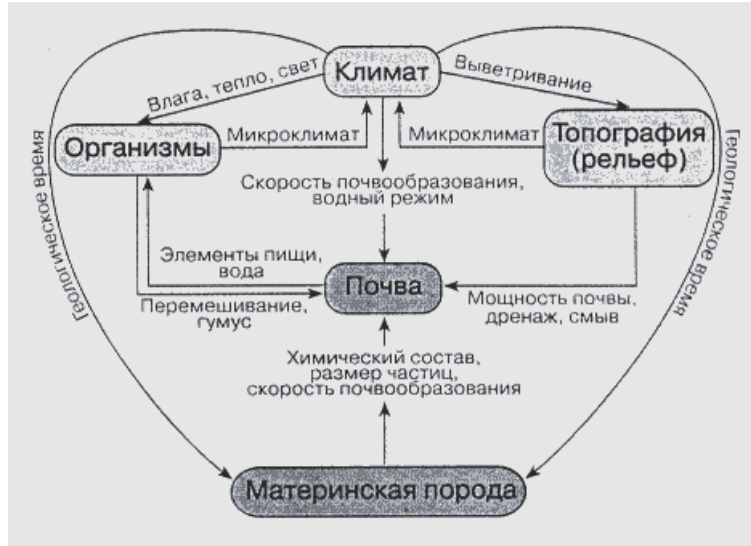 Климат
Влага, тепло, свет
Выветривание
Организмы
Микроклимат
Микроклимат
Топография
(рельеф)
Геологическое время
Геологическое время
Скорость почвообразования,
водный режим
Элементы пищи,
вода
Почва
Перемешивание,
гумус
Мощность почвы,
дренаж, смыв
Химический состав,
размер частиц,
скорость почвообразования
Материнская порода